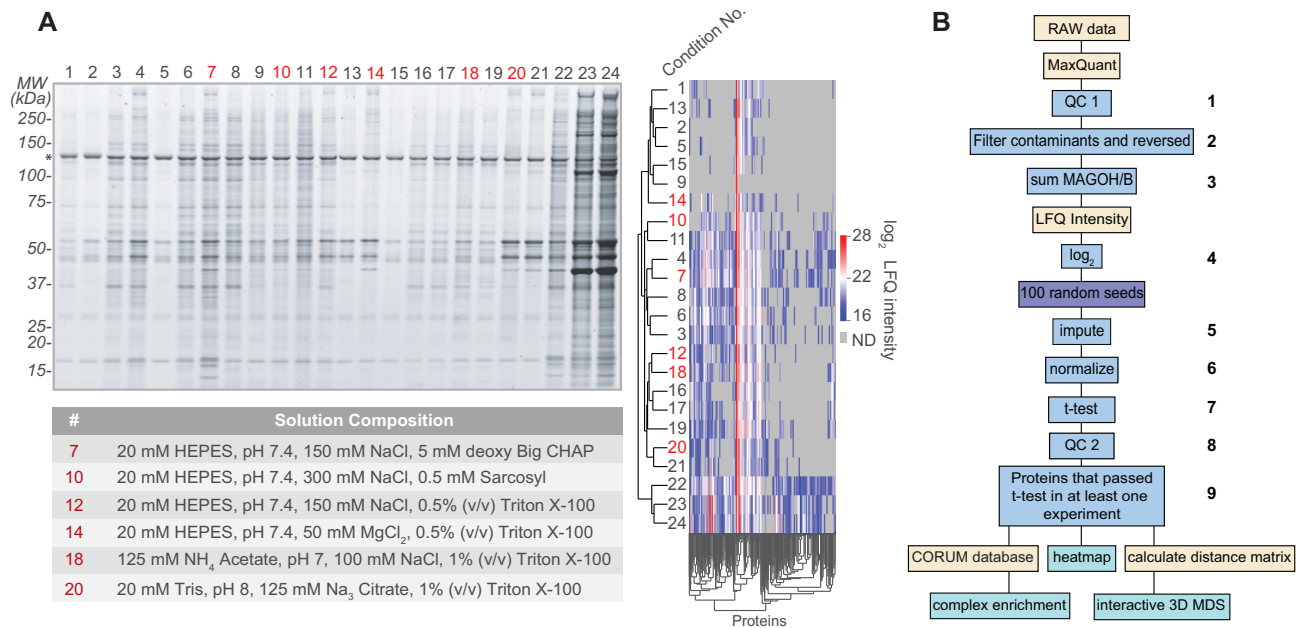 A
1 2 3 4 5 6 7 8 9 10 11 12 13 14 15 16 17 18 19 20 21 22 23 24
MW
(kDa)
250-
150-
*
100-
75-
50-
37-
25-
20-
15-
# Solution Composition
7 20 mM HEPES, pH 7.4, 150 mM NaCl, 5 mM deoxy Big CHAP
10 20 mM HEPES, pH 7.4, 300 mM NaCl, 0.5 mM Sarcosyl
12 20 mM HEPES, pH 7.4, 150 mM NaCl, 0.5% (v/v) Triton X-100
14 20 mM HEPES, pH 7.4, 50 mM MgCl₂, 0.5% (v/v) Triton X-100
18 125 mM NH₄ Acetate, pH 7, 100 mM NaCl, 1% (v/v) Triton X-100
20 20 mM Tris, pH 8, 125 mM Na₃ Citrate, 1% (v/v) Triton X-100
Condition No.
1
13
2
5
15
9
14
10
11
4
7
8
6
3
12
18
16
17
19
20
21
22
23
24
28
22
16
ND
log₂ LFQ intensity
Proteins
B
RAW data
MaxQuant
QC 1 1
Filter contaminants and reversed 2
sum MAGOH/B 3
LFQ Intensity
log₂ 4
100 random seeds
impute 5
normalize 6
t-test 7
QC 2 8
Proteins that passed
t-test in at least one 9
experiment
CORUM database heatmap calculate distance matrix
complex enrichment interactive 3D MDS